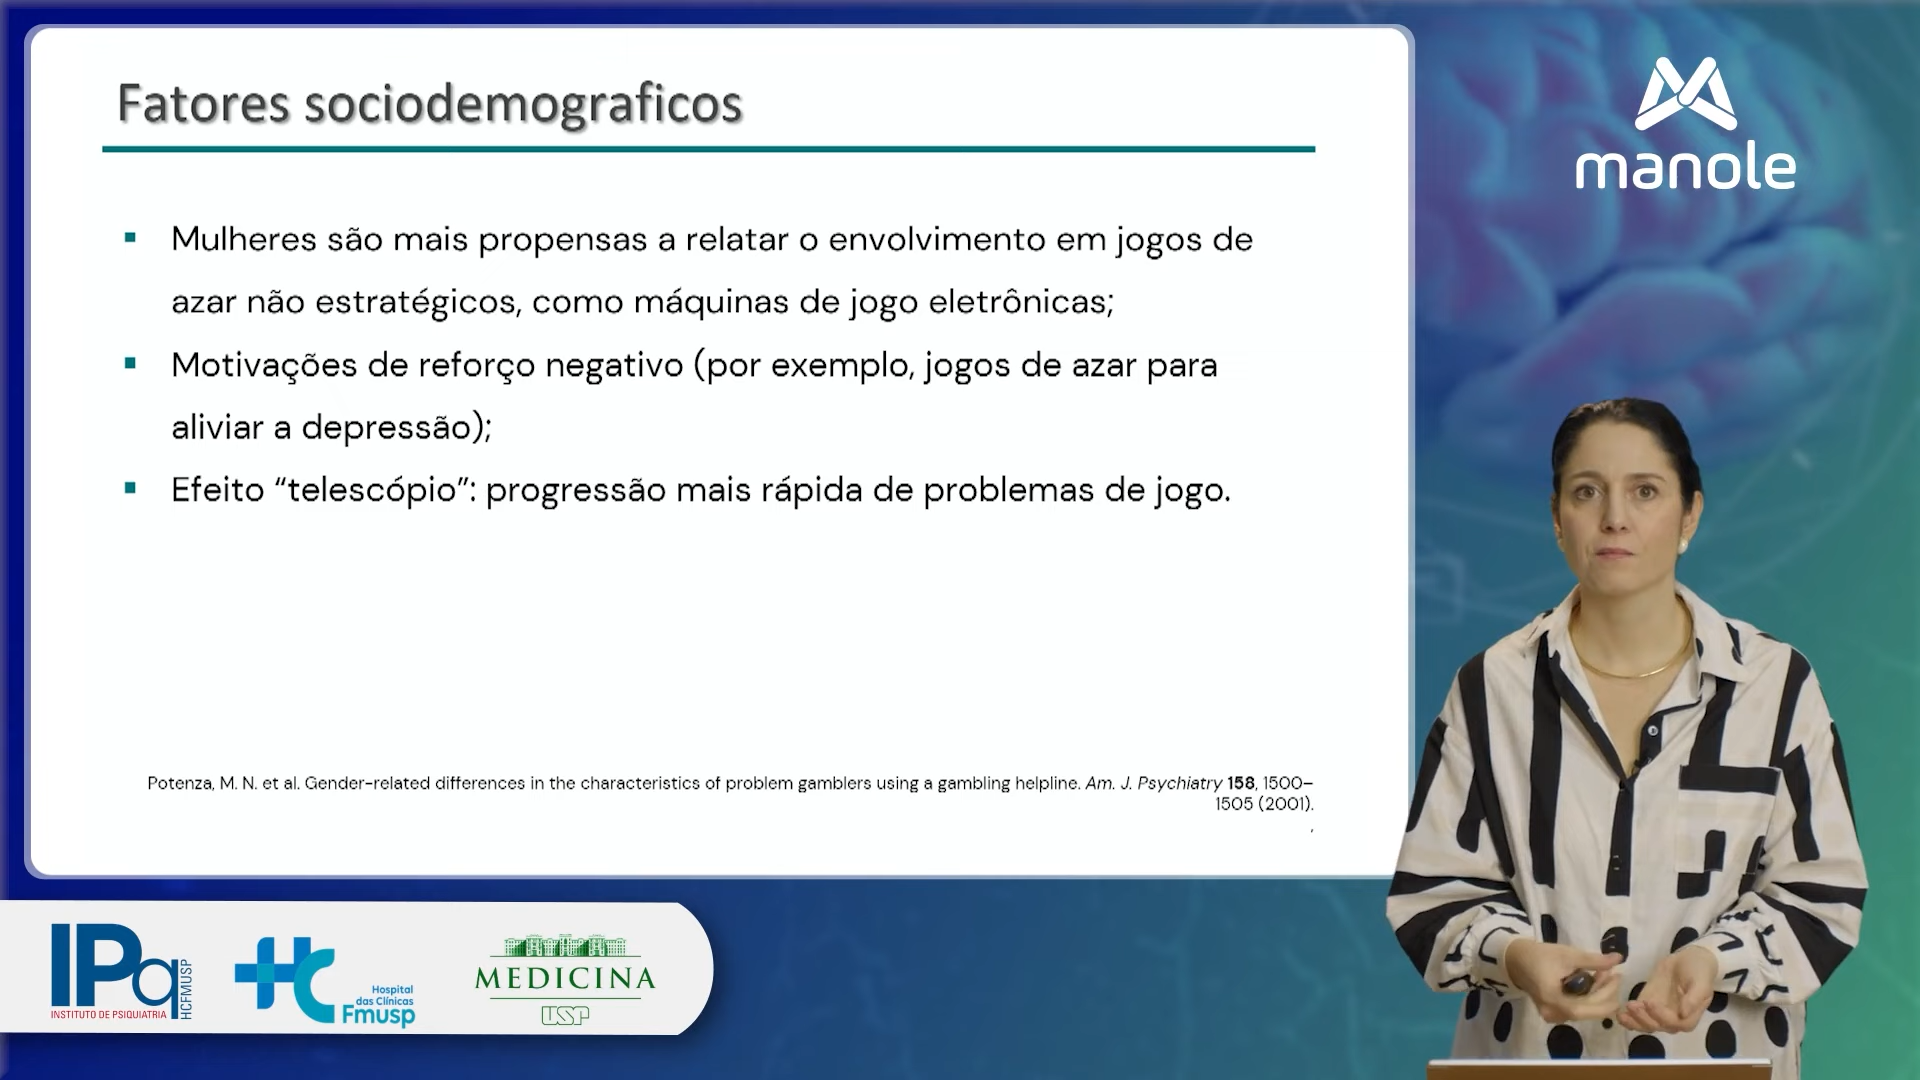 Fatores sociodemograficos
Mulheres são mais propensas a relatar o envolvimento em jogos de
azar não estratégicos, como máquinas de jogo eletrônicas;
Motivações de reforço negativo (por exemplo, jogos de azar para
aliviar a depressão);
Efeito “telescópio”: progressão mais rápida de problemas de jogo.
Potenza, M. N. et al. Gender-related differences in the characteristics of problem gamblers using a gambling helpline. Am. J. Psychiatry 158, 1500–
1505 (2001).
,
manole
IPq
HCFMUSP
INSTITUTO DE PSIQUIATRIA
HC
Hospital
das Clínicas
Fmusp
MEDICINA
USP